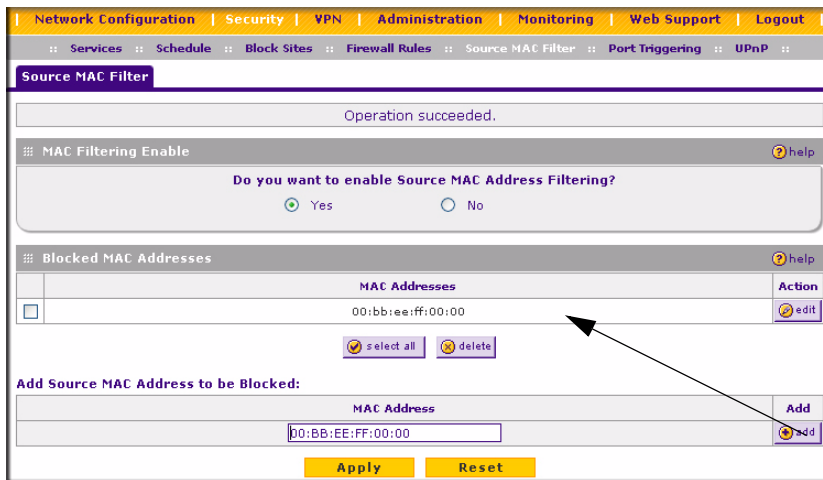 Network Configuration | Security | VPN | Administration | Monitoring | Web Support | Logout
:: Services :: Schedule :: Block Sites :: Firewall Rules :: Source MAC Filter :: Port Triggering :: UPnP ::
Source MAC Filter
Operation succeeded.
MAC Filtering Enable
help
Do you want to enable Source MAC Address Filtering?
Yes No
Blocked MAC Addresses
help
MAC Addresses Action
00:bb:ee:ff:00:00 edit
select all delete
Add Source MAC Address to be Blocked:
MAC Address Add
00:BB:EE:FF:00:00 add
Apply Reset